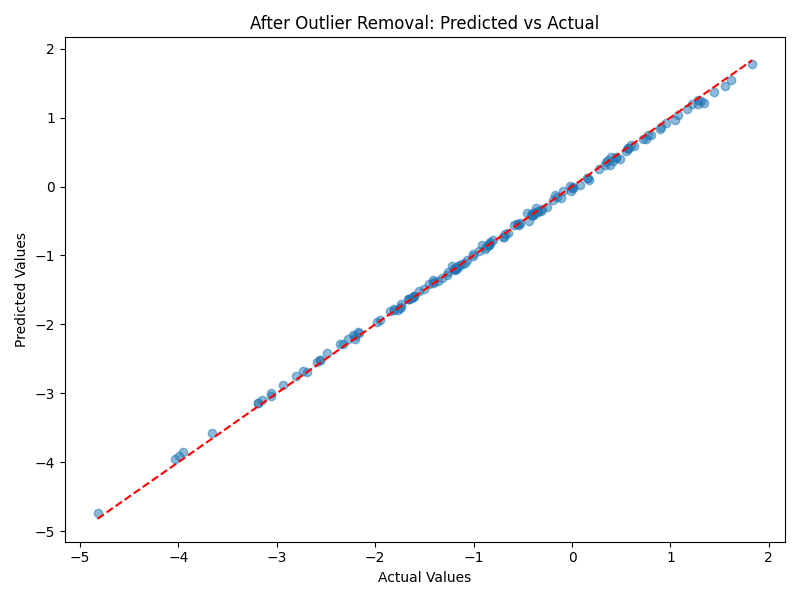 After Outlier Removal: Predicted vs Actual
2
1
0
−1
−2
−3
−4
−5
Predicted Values
−5 −4 −3 −2 −1 0 1 2
Actual Values